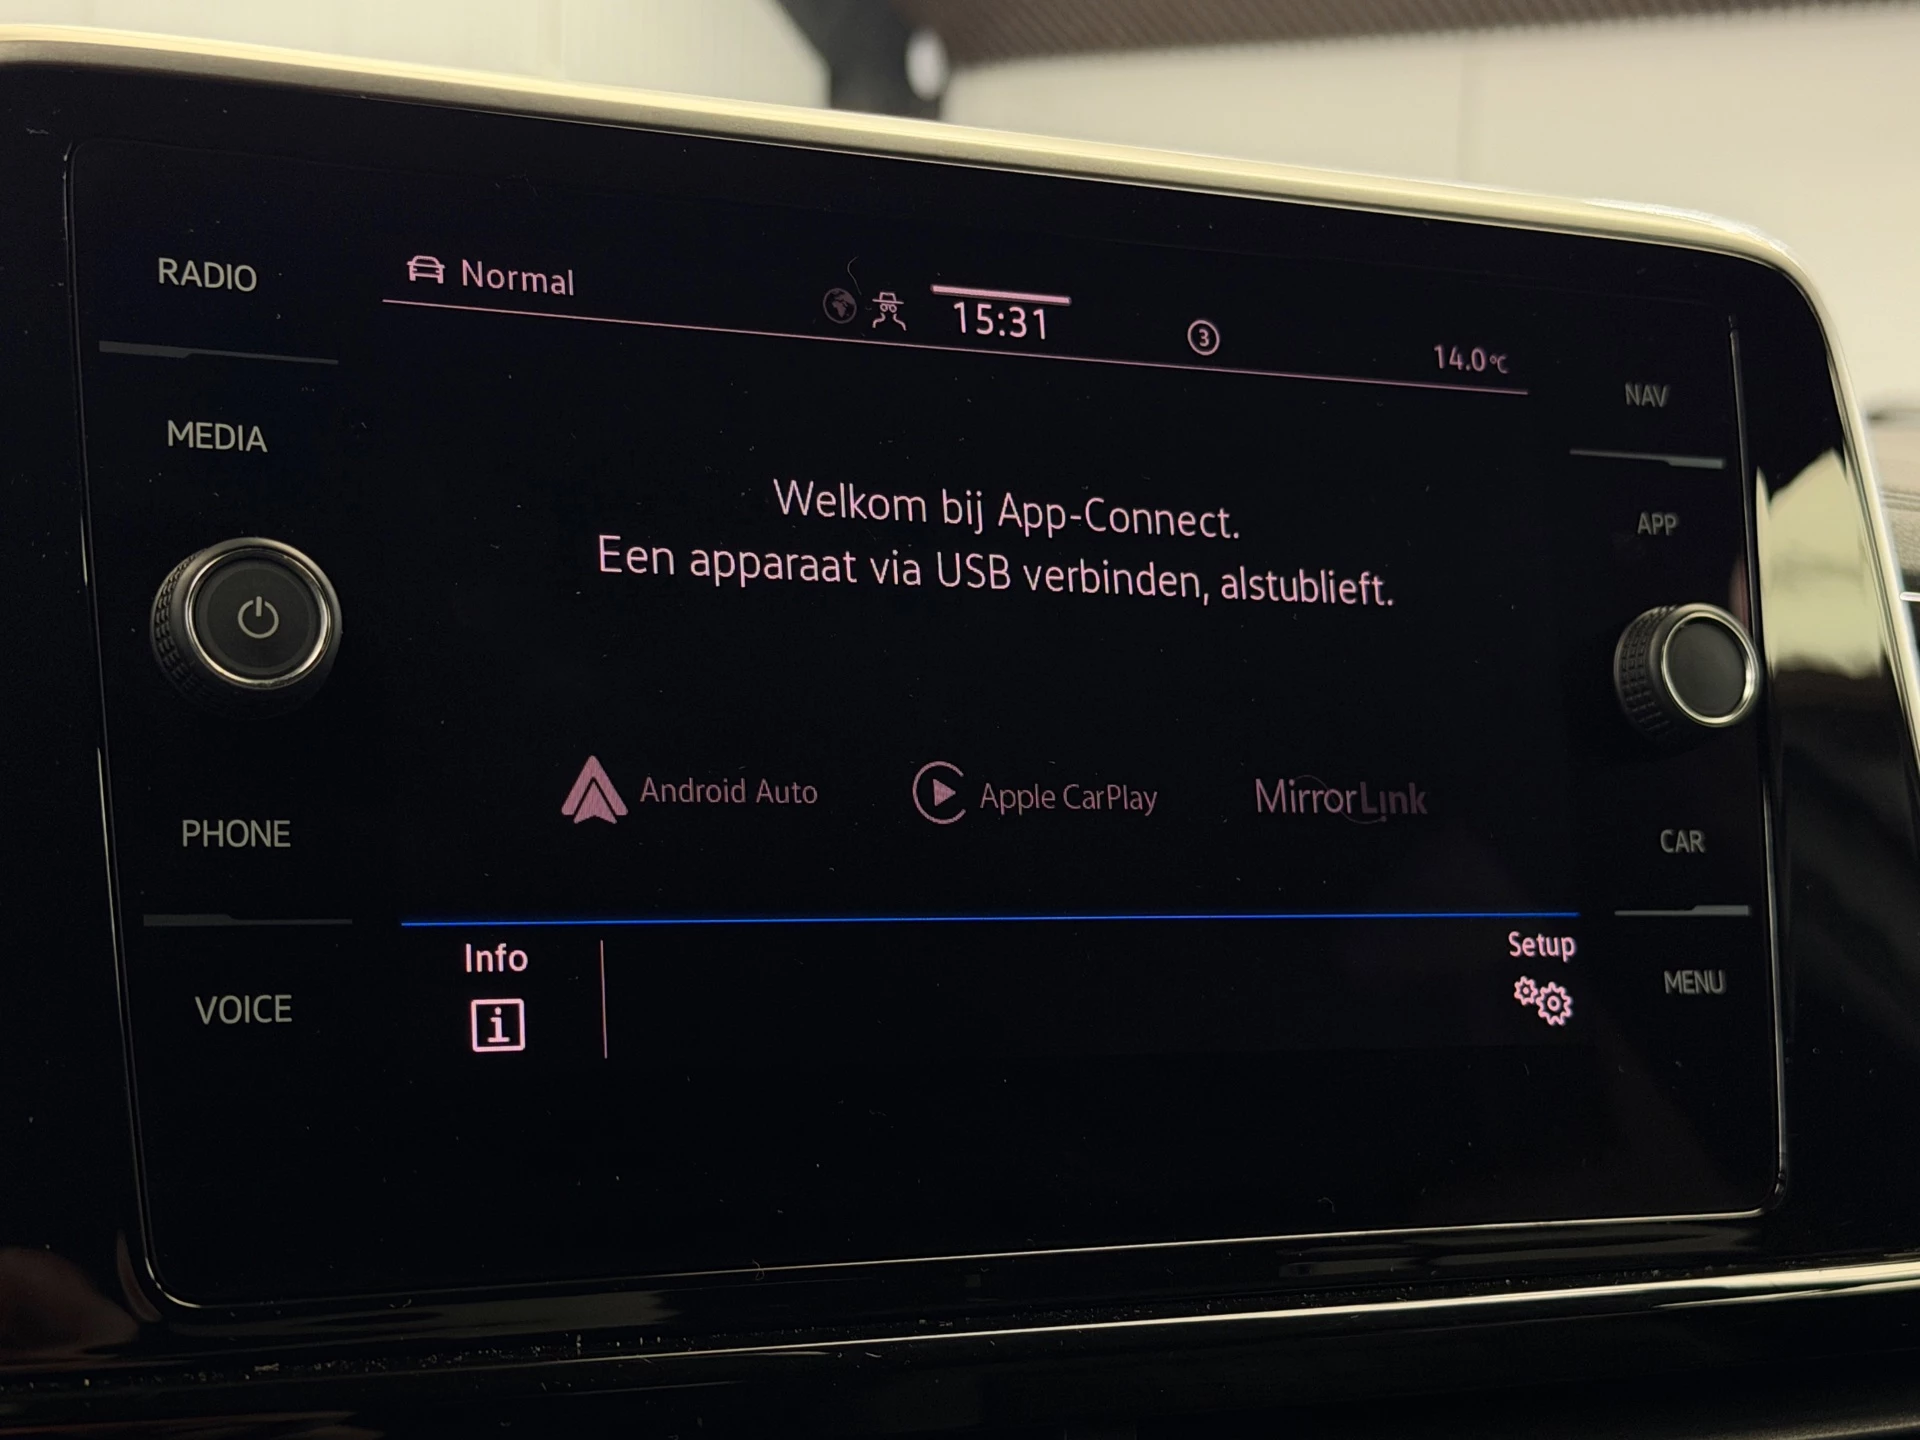 RADIO
Normal
15:31
3
14.0°C
NAV
MEDIA
APP
Welkom bij App-Connect.
Een apparaat via USB verbinden, alstublieft.
Android Auto
Apple CarPlay
MirrorLink
PHONE
CAR
Info
Setup
VOICE
MENU